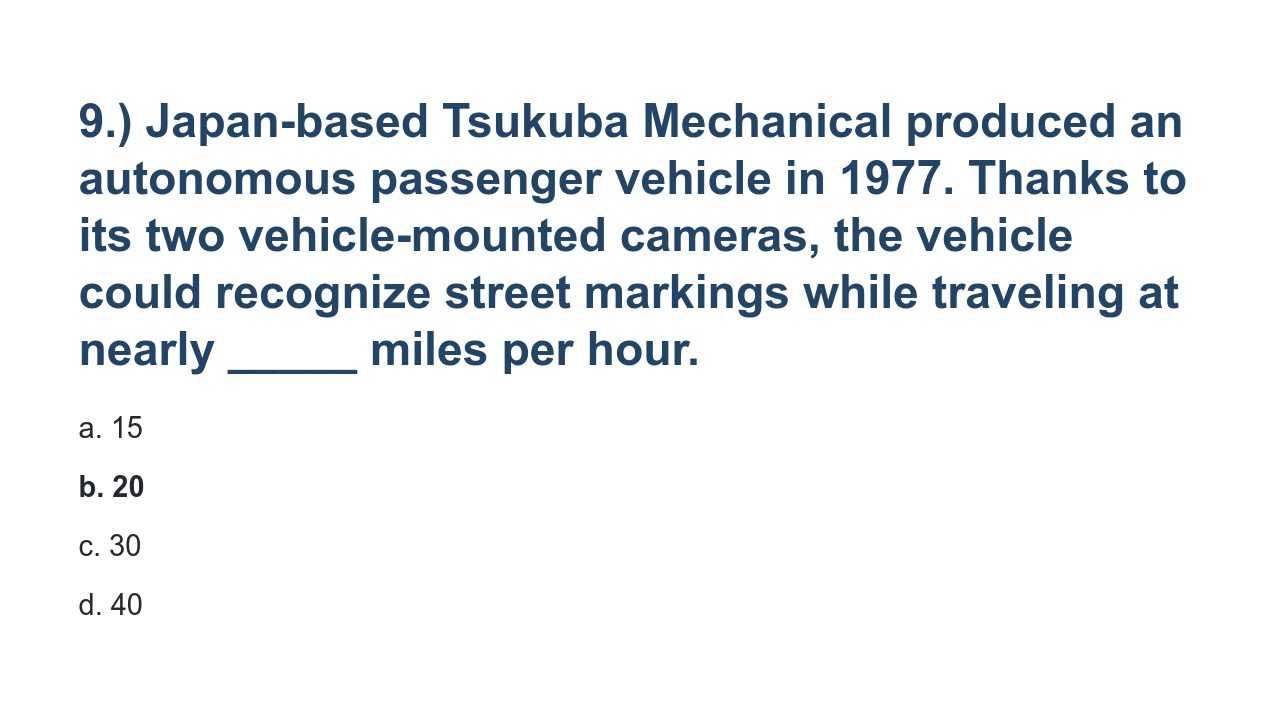 9.) Japan-based Tsukuba Mechanical produced an
autonomous passenger vehicle in 1977. Thanks to
its two vehicle-mounted cameras, the vehicle
could recognize street markings while traveling at
nearly _____ miles per hour.
a. 15
b. 20
c. 30
d. 40